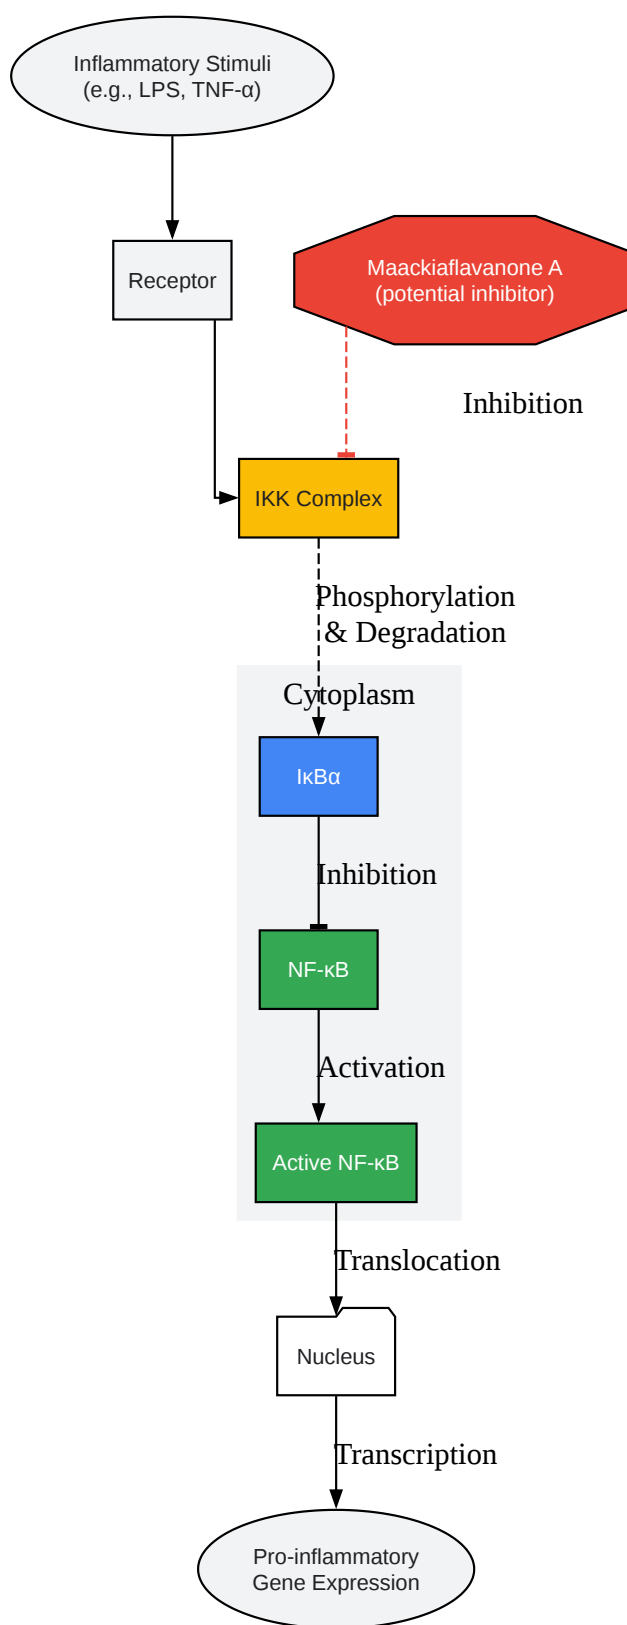 Inflammatory Stimuli
(e.g., LPS, TNF-α)
Receptor
Maackiaflavanone A
(potential inhibitor)
Inhibition
IKK Complex
Phosphorylation
& Degradation
Cytoplasm
IκBα
Inhibition
NF-κB
Activation
Active NF-κB
Translocation
Nucleus
Transcription
Pro-inflammatory
Gene Expression